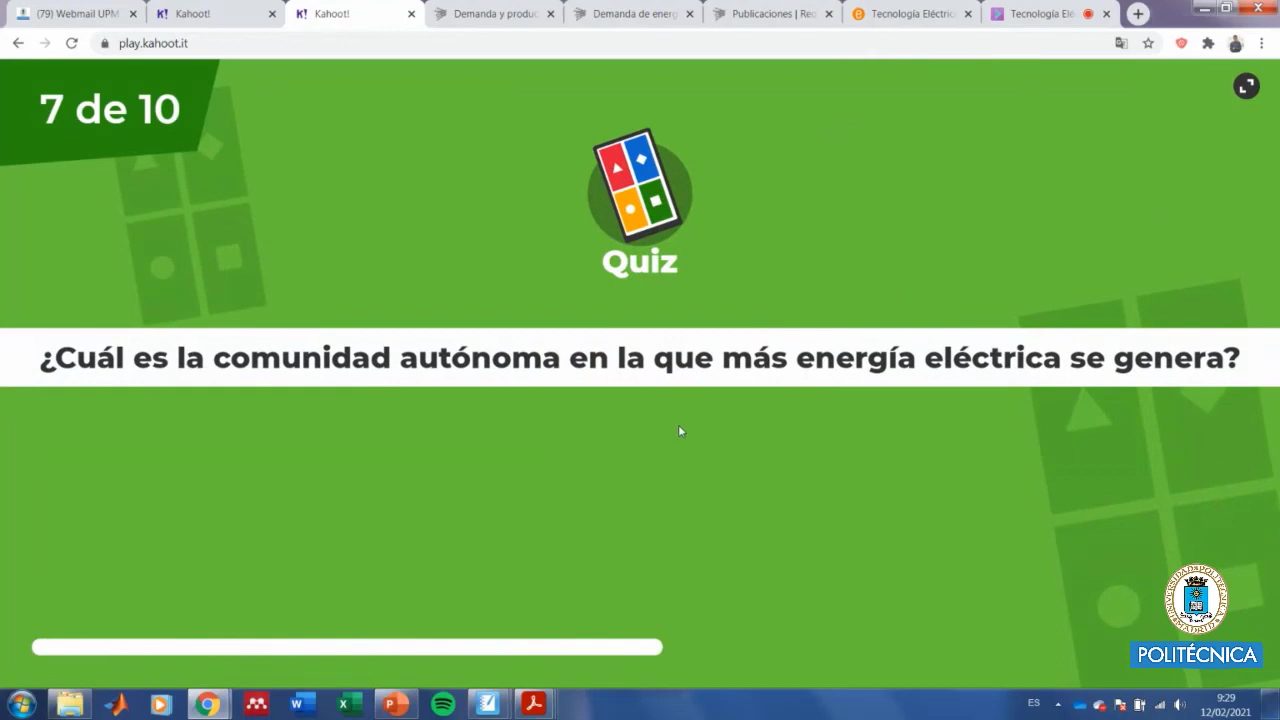 (79) Webmail UPM
Kahoot!
Kahoot!
Demanda y produc
Demanda de energ
Publicaciones | Rec
Tecnología Eléctric
Tecnología Ele
play.kahoot.it
7 de 10
Quiz
¿Cuál es la comunidad autónoma en la que más energía eléctrica se genera?
POLITÉCNICA
ES
9:29
12/02/2021